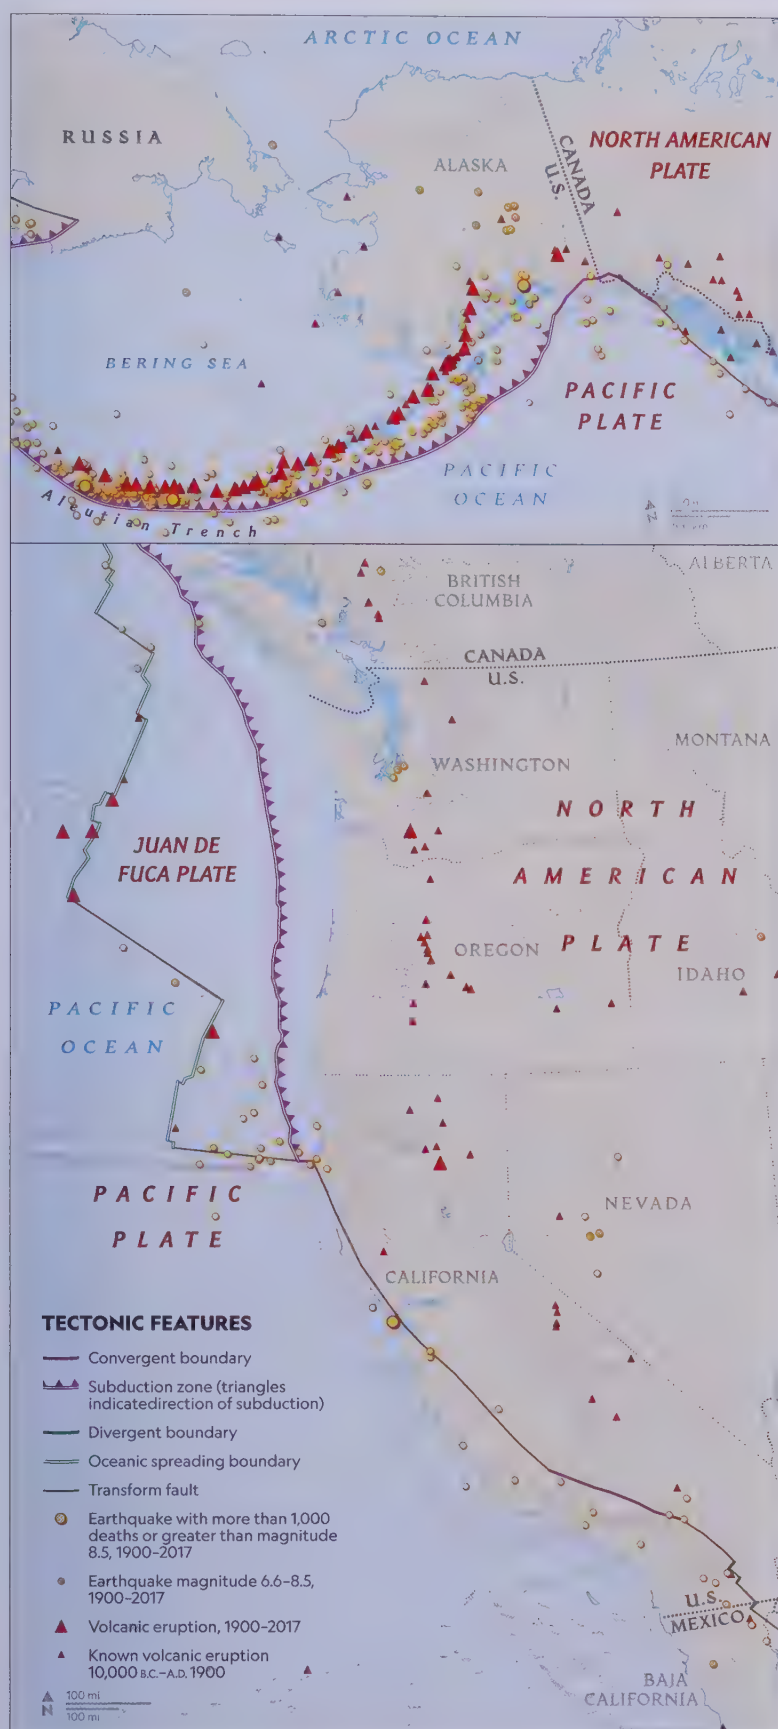 ARCTIC OCEAN
RUSSIA
ALASKA
CANADA
U.S.
NORTH AMERICAN
PLATE
BERING SEA
PACIFIC
PLATE
PACIFIC
OCEAN
Aleutian Trench
BRITISH
COLUMBIA
ALBERTA
CANADA
U.S.
WASHINGTON
MONTANA
NORTH
AMERICAN
PLATE
JUAN DE
FUCA PLATE
OREGON
IDAHO
PACIFIC
OCEAN
PACIFIC
PLATE
NEVADA
CALIFORNIA
TECTONIC FEATURES
Convergent boundary
Subduction zone (triangles
indicatedirection of subduction)
Divergent boundary
Oceanic spreading boundary
Transform fault
Earthquake with more than 1,000
deaths or greater than magnitude
8.5, 1900-2017
Earthquake magnitude 6.6–8.5,
1900-2017
Volcanic eruption, 1900-2017
Known volcanic eruption
10,000 B.C.–A.D. 1900
N
100 mi
100 mi
U.S.
MEXICO
BAJA
CALIFORNIA